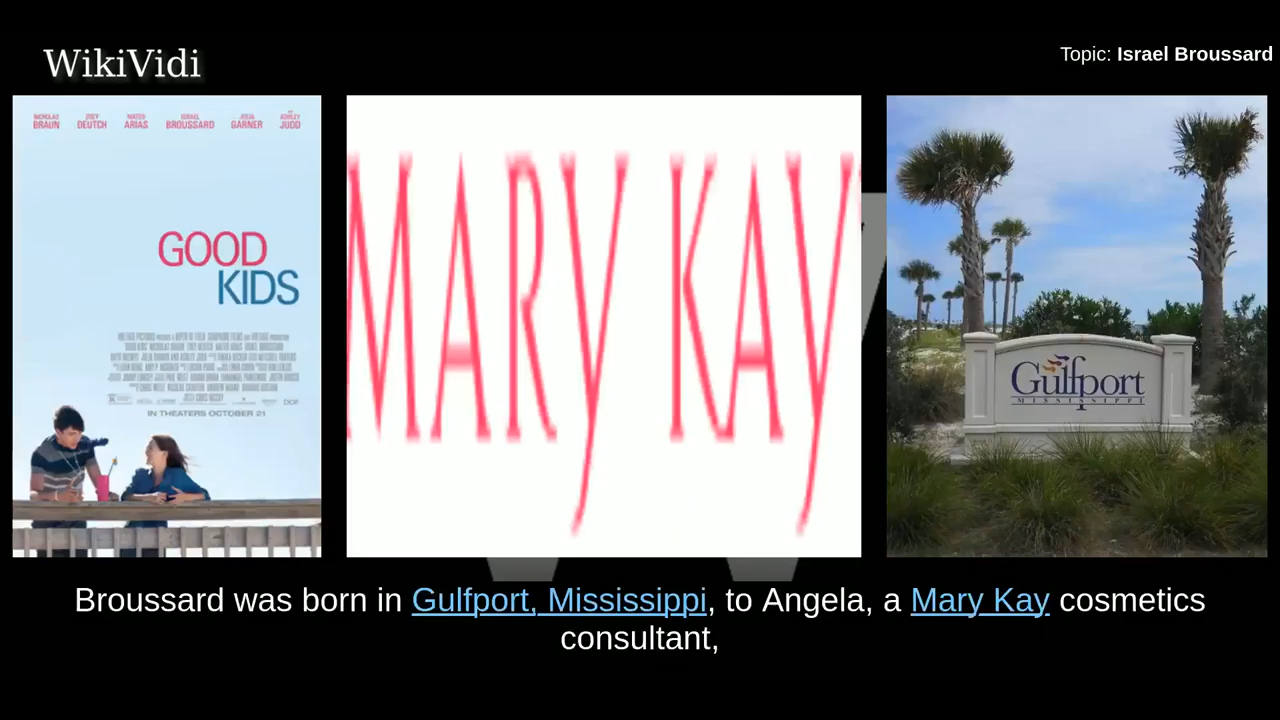 WikiVidi
Topic: Israel Broussard
NICHOLAS BRAUN
ZOEY DEUTCH
MATEO ARIAS
ISRAEL BROUSSARD
JULIA GARNER
ASHLEY JUDD
GOOD
KIDS
IN THEATERS OCTOBER 21
MARY KAY
Gulfport
MISSISSIPPI
Broussard was born in Gulfport, Mississippi, to Angela, a Mary Kay cosmetics
consultant,